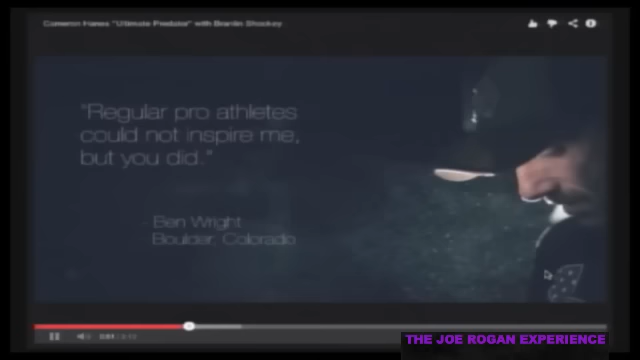 Cameron Hanes "Ultimate Predator" with Brantin Shockey
"Regular pro athletes
could not inspire me,
but you did."
- Ben Wright
Boulder, Colorado
THE JOE ROGAN EXPERIENCE